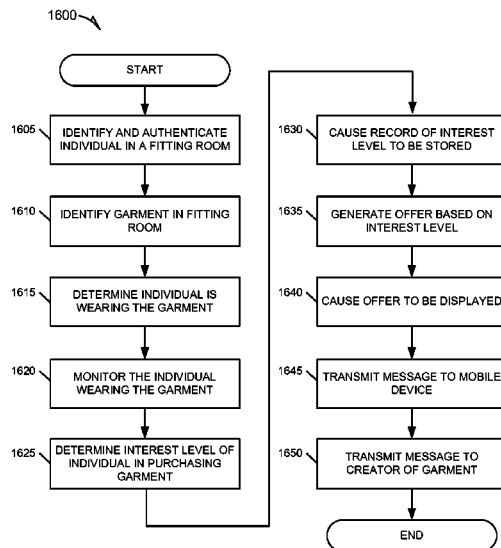 1600
START
1605
IDENTIFY AND AUTHENTICATE
INDIVIDUAL IN A FITTING ROOM
1610
IDENTIFY GARMENT IN FITTING
ROOM
1615
DETERMINE INDIVIDUAL IS
WEARING THE GARMENT
1620
MONITOR THE INDIVIDUAL
WEARING THE GARMENT
1625
DETERMINE INTEREST LEVEL OF
INDIVIDUAL IN PURCHASING
GARMENT
1630
CAUSE RECORD OF INTEREST
LEVEL TO BE STORED
1635
GENERATE OFFER BASED ON
INTEREST LEVEL
1640
CAUSE OFFER TO BE DISPLAYED
1645
TRANSMIT MESSAGE TO MOBILE
DEVICE
1650
TRANSMIT MESSAGE TO
CREATOR OF GARMENT
END